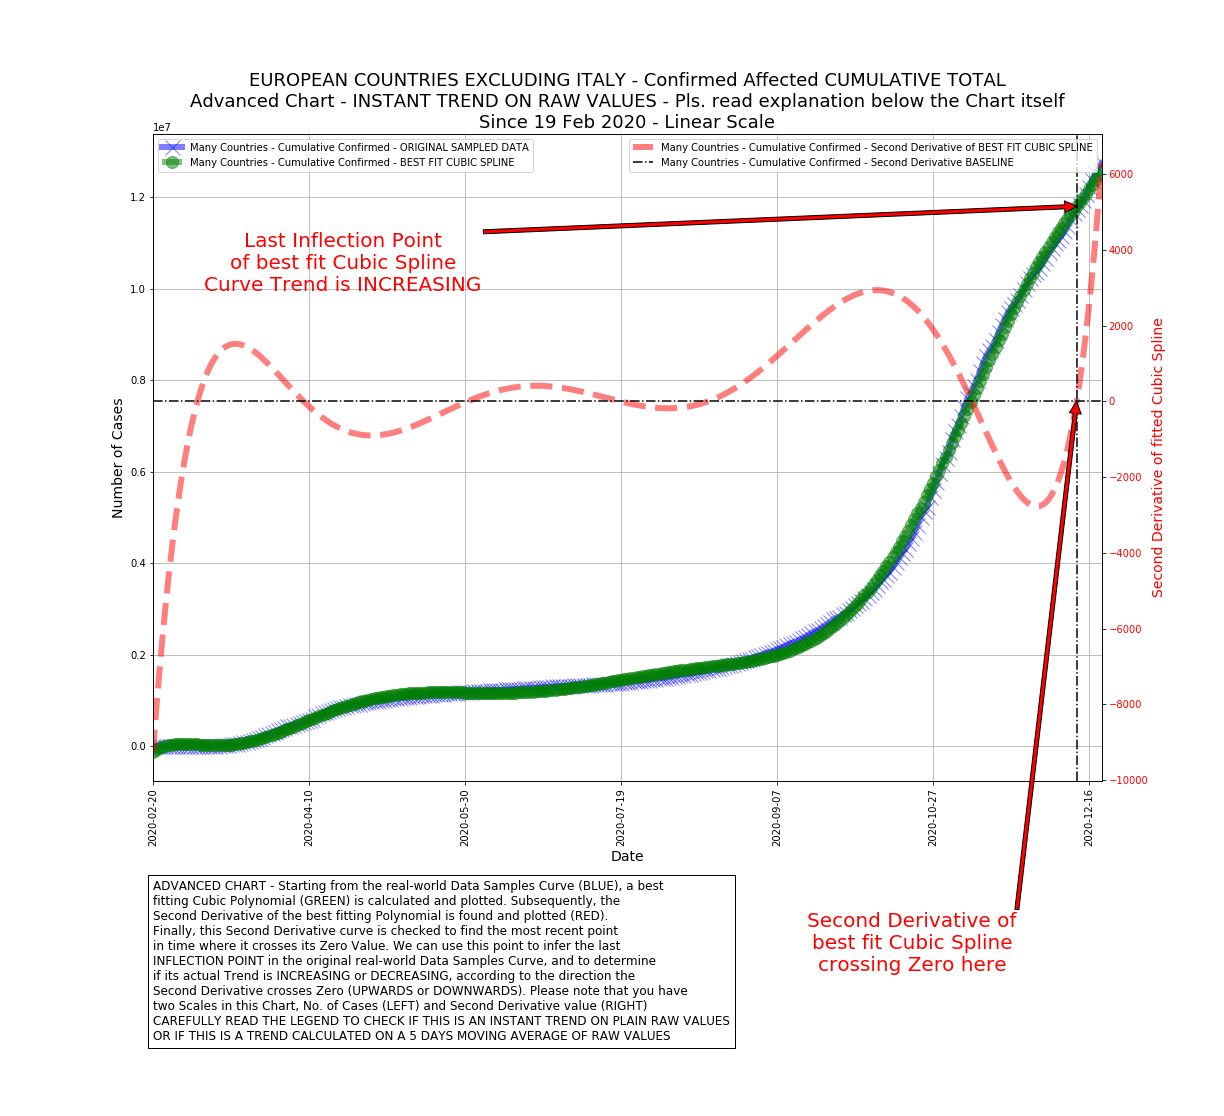 EUROPEAN COUNTRIES EXCLUDING ITALY - Confirmed Affected CUMULATIVE TOTAL
Advanced Chart - INSTANT TREND ON RAW VALUES - Pls. read explanation below the Chart itself
Since 19 Feb 2020 - Linear Scale
1e7
Many Countries - Cumulative Confirmed - ORIGINAL SAMPLED DATA
Many Countries - Cumulative Confirmed - BEST FIT CUBIC SPLINE
Many Countries - Cumulative Confirmed - Second Derivative of BEST FIT CUBIC SPLINE
Many Countries - Cumulative Confirmed - Second Derivative BASELINE
Last Inflection Point
of best fit Cubic Spline
Curve Trend is INCREASING
Number of Cases
1.2
1.0
0.8
0.6
0.4
0.2
0.0
6000
4000
2000
0
−2000
−4000
−6000
−8000
−10000
Second Derivative of fitted Cubic Spline
2020-02-20
2020-04-10
2020-05-30
2020-07-19
2020-09-07
2020-10-27
2020-12-16
Date
ADVANCED CHART - Starting from the real-world Data Samples Curve (BLUE), a best
fitting Cubic Polynomial (GREEN) is calculated and plotted. Subsequently, the
Second Derivative of the best fitting Polynomial is found and plotted (RED).
Finally, this Second Derivative curve is checked to find the most recent point
in time where it crosses its Zero Value. We can use this point to infer the last
INFLECTION POINT in the original real-world Data Samples Curve, and to determine
if its actual Trend is INCREASING or DECREASING, according to the direction the
Second Derivative crosses Zero (UPWARDS or DOWNWARDS). Please note that you have
two Scales in this Chart, No. of Cases (LEFT) and Second Derivative value (RIGHT)
CAREFULLY READ THE LEGEND TO CHECK IF THIS IS AN INSTANT TREND ON PLAIN RAW VALUES
OR IF THIS IS A TREND CALCULATED ON A 5 DAYS MOVING AVERAGE OF RAW VALUES
Second Derivative of
best fit Cubic Spline
crossing Zero here